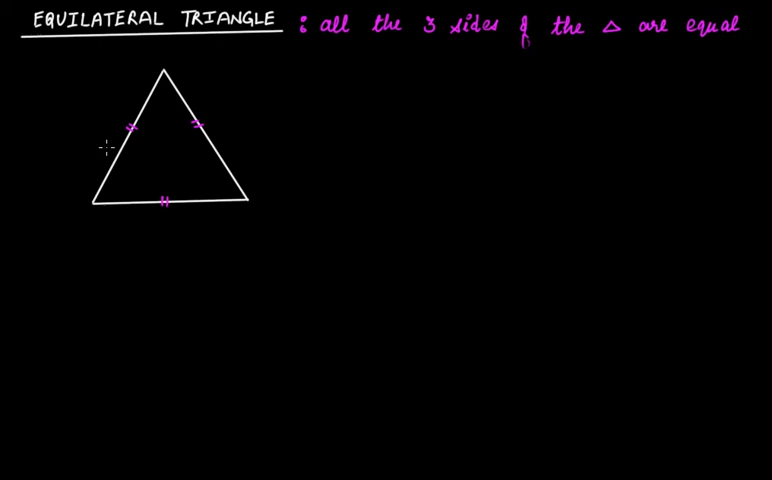 EQUILATERAL TRIANGLE : all the 3 sides of the △ are equal